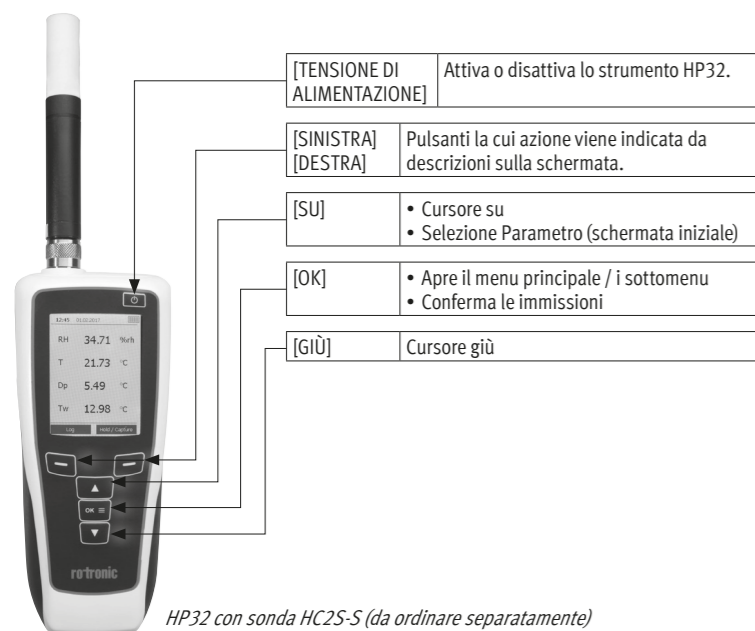 [TENSIONE DI
ALIMENTAZIONE]
Attiva o disattiva lo strumento HP32.
[SINISTRA]
[DESTRA]
Pulsanti la cui azione viene indicata da
descrizioni sulla schermata.
[SU]
• Cursore su
• Selezione Parametro (schermata iniziale)
[OK]
• Apre il menu principale / i sottomenu
• Conferma le immissioni
[GIÙ]
Cursore giù
12:45
RH 34.71 %rh
T 21.73 °C
Dp 5.49 °C
Tw 12.98 °C
Log Hold / Capture
OK
rotronic
HP32 con sonda HC2S-S (da ordinare separatamente)